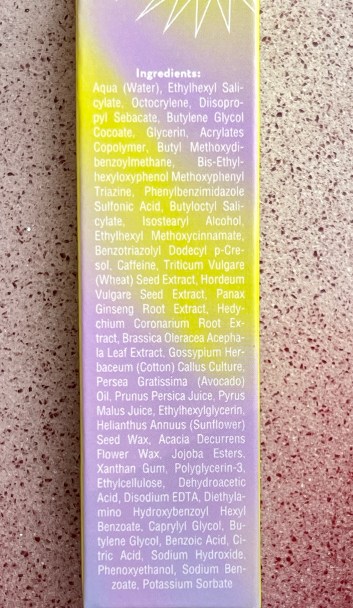 Ingredients:
Aqua (Water), Ethylhexyl Sali-
cylate, Octocrylene, Diisopro-
pyl Sebacate, Butylene Glycol
Cocoate, Glycerin, Acrylates
Copolymer, Butyl Methoxydi-
benzoylmethane, Bis-Ethyl-
hexyloxyphenol Methoxyphenyl
Triazine, Phenylbenzimidazole
Sulfonic Acid, Butyloctyl Sali-
cylate, Isostearyl Alcohol,
Ethylhexyl Methoxycinnamate,
Benzotriazolyl Dodecyl p-Cre-
sol, Caffeine, Triticum Vulgare
(Wheat) Seed Extract, Hordeum
Vulgare Seed Extract, Panax
Ginseng Root Extract, Hedy-
chium Coronarium Root Ex-
tract, Brassica Oleracea Acepha-
la Leaf Extract, Gossypium Her-
baceum (Cotton) Callus Culture,
Persea Gratissima (Avocado)
Oil, Prunus Persica Juice, Pyrus
Malus Juice, Ethylhexylglycerin,
Helianthus Annuus (Sunflower)
Seed Wax, Acacia Decurrens
Flower Wax, Jojoba Esters,
Xanthan Gum, Polyglycerin-3,
Ethylcellulose, Dehydroacetic
Acid, Disodium EDTA, Diethyla-
mino Hydroxybenzoyl Hexyl
Benzoate, Caprylyl Glycol, Bu-
tylene Glycol, Benzoic Acid, Ci-
tric Acid, Sodium Hydroxide,
Phenoxyethanol, Sodium Ben-
zoate, Potassium Sorbate